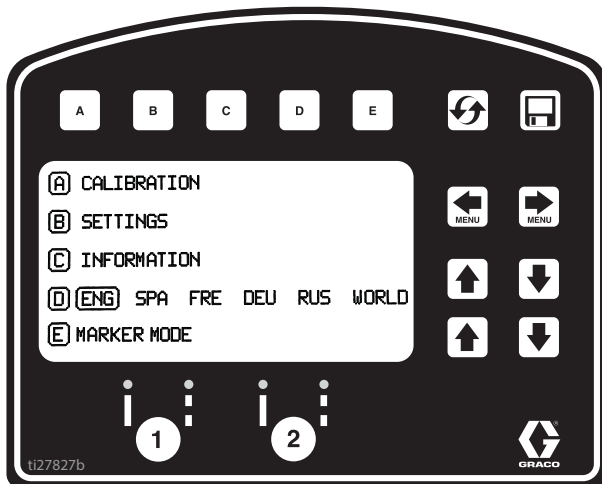 A B C D E
A CALIBRATION
B SETTINGS
C INFORMATION
D ENG SPA FRE DEU RUS WORLD
E MARKER MODE
MENU MENU
1 2
ti27827b
GRACO